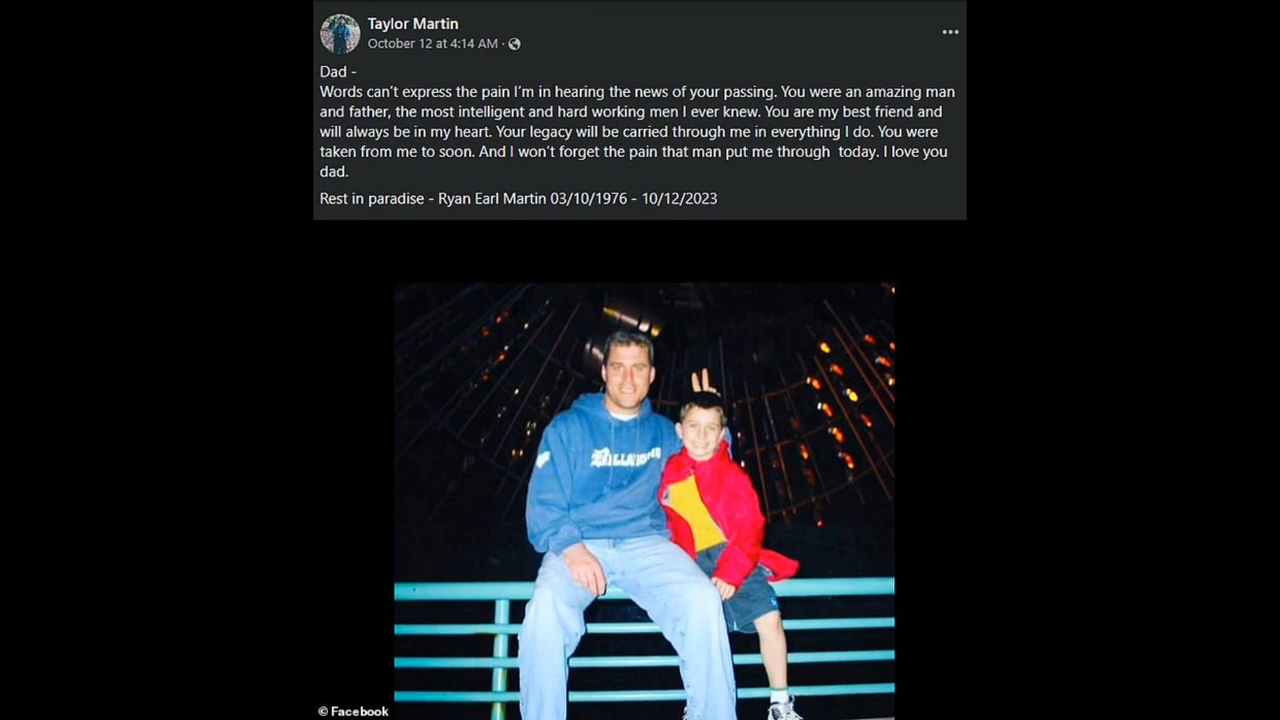 Taylor Martin
October 12 at 4:14 AM ·
Dad -
Words can't express the pain I'm in hearing the news of your passing. You were an amazing man
and father, the most intelligent and hard working men I ever knew. You are my best friend and
will always be in my heart. Your legacy will be carried through me in everything I do. You were
taken from me to soon. And I won't forget the pain that man put me through  today. I love you
dad.
Rest in paradise - Ryan Earl Martin 03/10/1976 - 10/12/2023
© Facebook